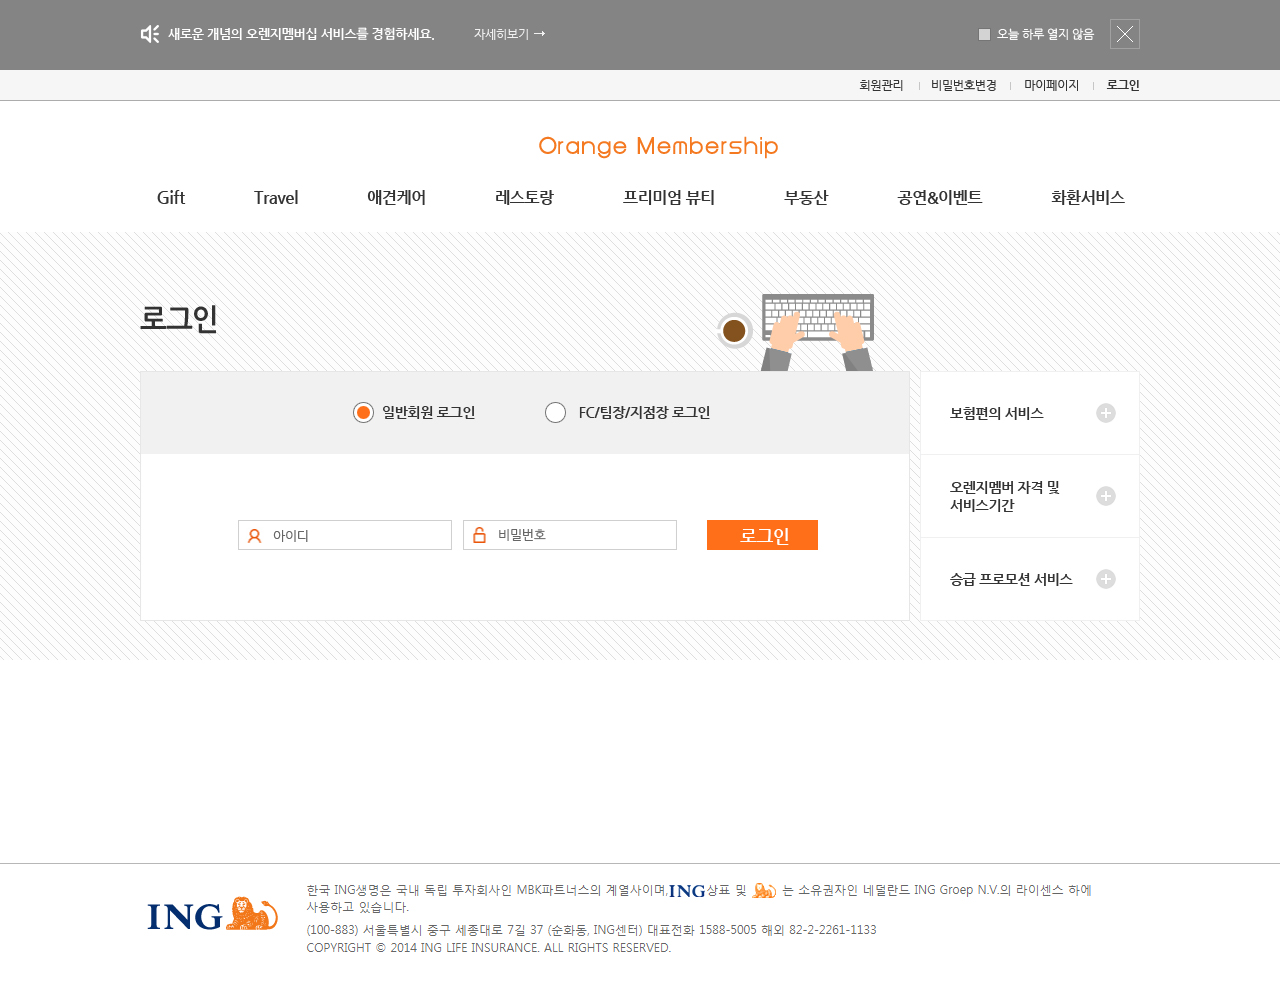 새로운 개념의 오렌지멤버십 서비스를 경험하세요. 자세히보기 → 오늘 하루 열지 않음
회원관리 비밀번호변경 마이페이지 로그인
Orange Membership
Gift Travel 애견케어 레스토랑 프리미엄 뷰티 부동산 공연&이벤트 화환서비스
로그인
일반회원 로그인 FC/팀장/지점장 로그인
아이디 비밀번호 로그인
보험편의 서비스
오렌지멤버 자격 및
서비스기간
승급 프로모션 서비스
ING
한국 ING생명은 국내 독립 투자회사인 MBK파트너스의 계열사이며, ING 상표 및 는 소유권자인 네덜란드 ING Groep N.V.의 라이센스 하에
사용하고 있습니다.
(100-883) 서울특별시 중구 세종대로 7길 37 (순화동, ING센터) 대표전화 1588-5005 해외 82-2-2261-1133
COPYRIGHT © 2014 ING LIFE INSURANCE. ALL RIGHTS RESERVED.